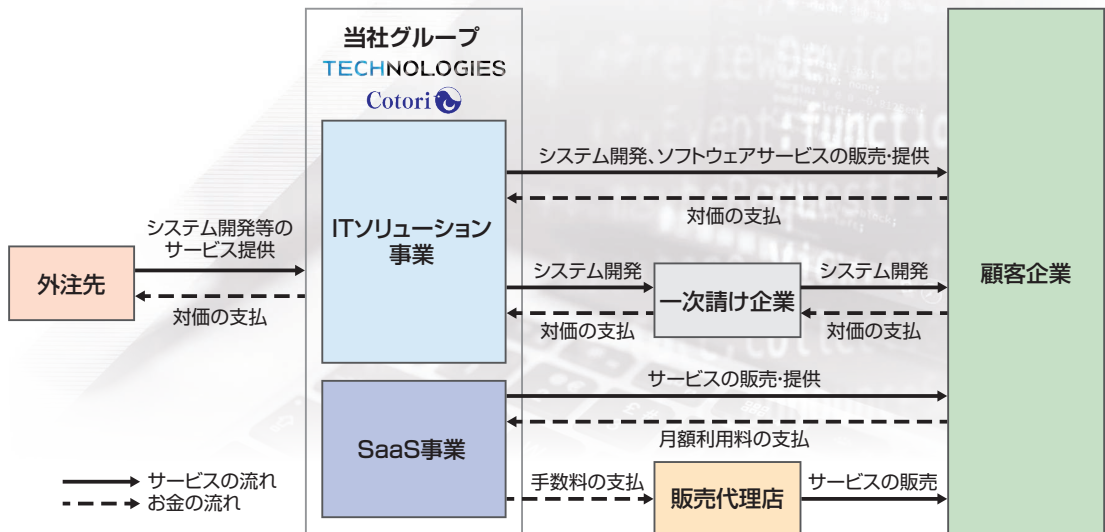 当社グループ
TECHNOLOGIES
Cotori
ITソリューション
事業
SaaS事業
外注先
システム開発等の
サービス提供
対価の支払
システム開発、ソフトウェアサービスの販売・提供
対価の支払
システム開発
対価の支払
一次請け企業
システム開発
対価の支払
サービスの販売・提供
月額利用料の支払
手数料の支払
販売代理店
サービスの販売
顧客企業
サービスの流れ
お金の流れ